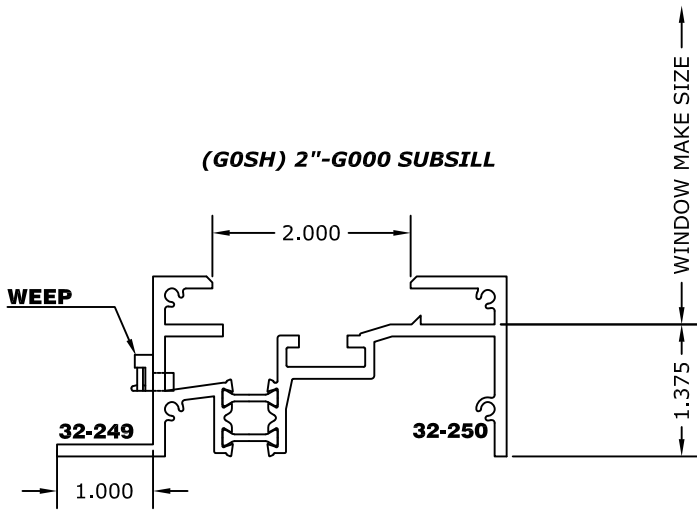 WINDOW MAKE SIZE
(G0SH) 2"-G000 SUBSILL
2.000
WEEP
1.375
32-249
32-250
1.000